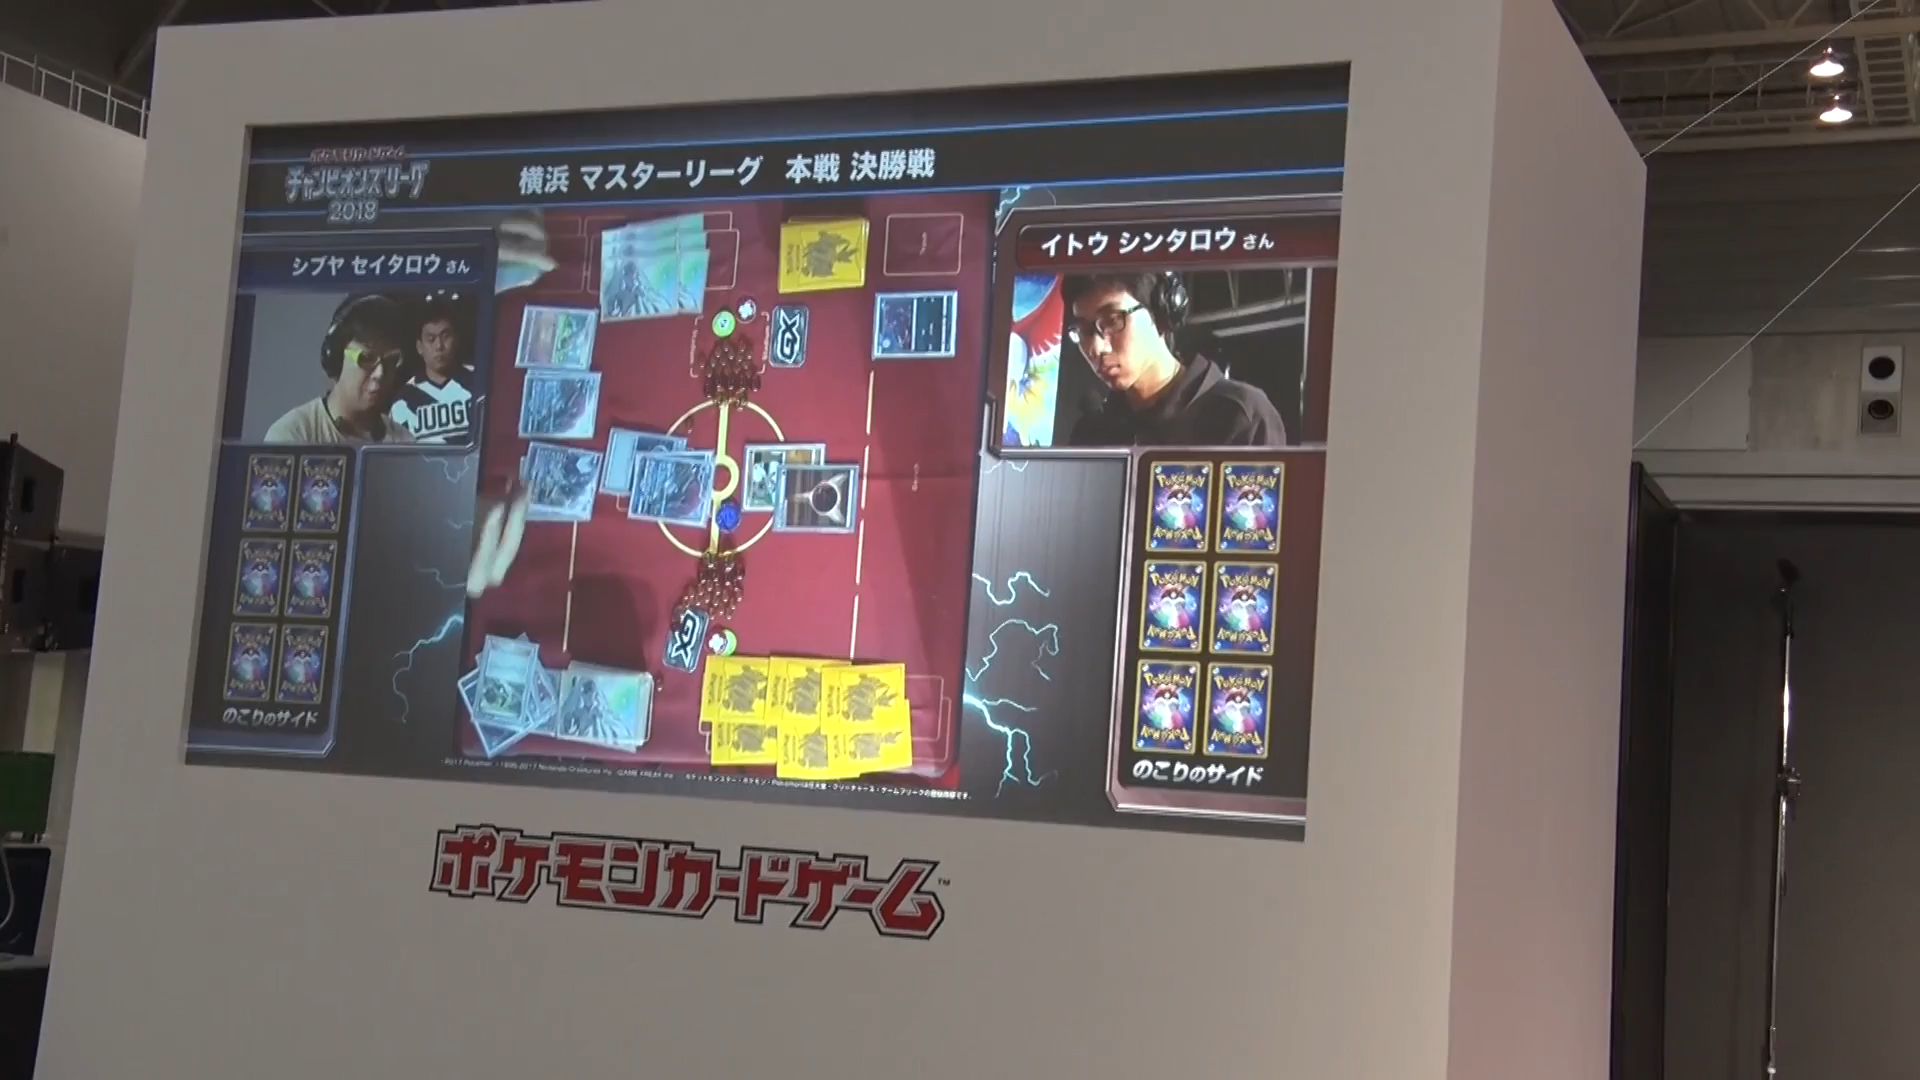 ポケモンカードゲーム
チャンピオンズリーグ
2018
横浜 マスターリーグ 本戦 決勝戦
シブヤ セイタロウ さん
イトウ シンタロウ さん
JUDGE
GX
GX
のこりのサイド
のこりのサイド
ポケモンカードゲーム™